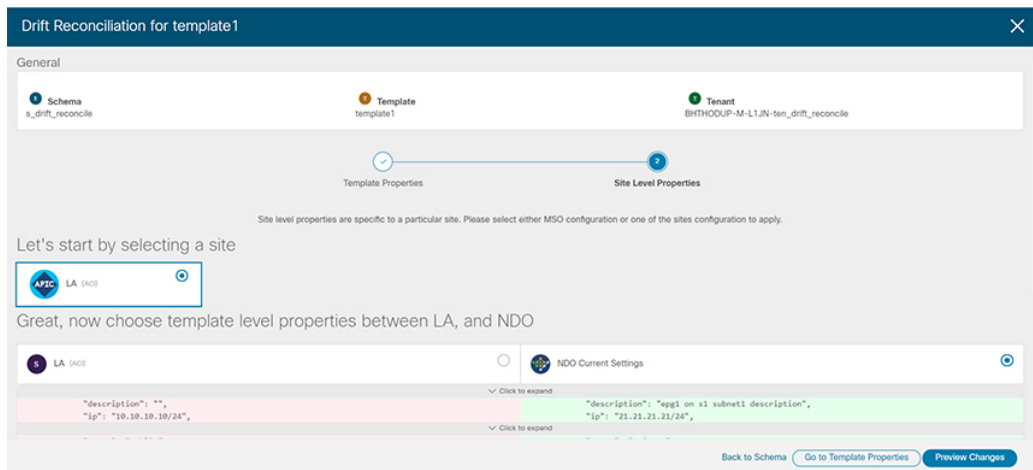 Drift Reconciliation for template1
General
S Schema
s_drift_reconcile
T Template
template1
T Tenant
BHTHODUP-M-L1JN-ten_drift_reconcile
2
Template Properties
Site Level Properties
Site level properties are specific to a particular site. Please select either MSO configuration or one of the sites configuration to apply.
Let's start by selecting a site
APIC LA (ACI)
Great, now choose template level properties between LA, and NDO
S LA (ACI)
NDO Current Settings
Click to expand
"description": "",
"ip": "10.10.10.10/24",
"description": "epg1 on s1 subnet1 description",
"ip": "21.21.21.21/24",
Click to expand
Back to Schema
Go to Template Properties
Preview Changes